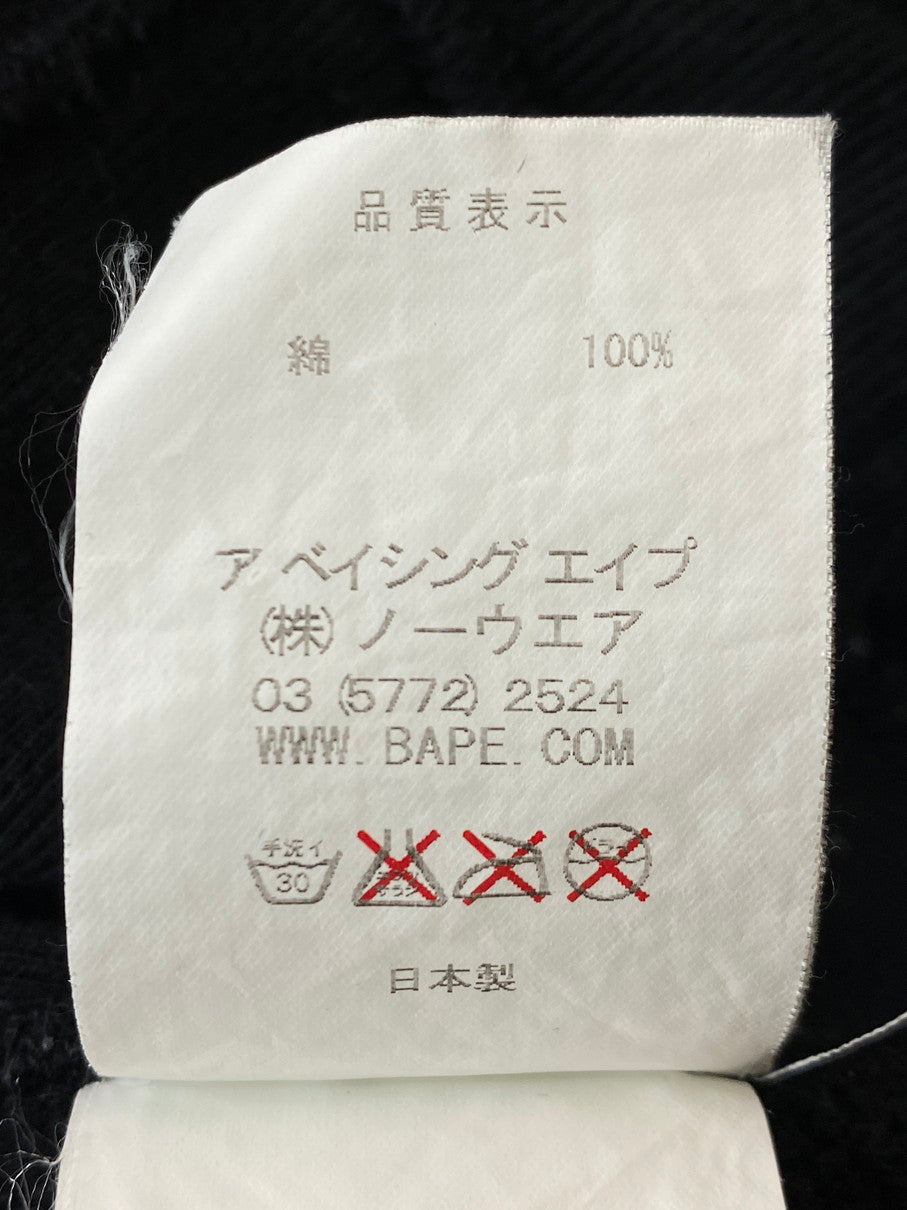 品質表示
綿 100%
ア ベイシング エイプ
(株) ノーウエア
03 (5772) 2524
WWW. BAPE. COM
手洗イ
30
日本製